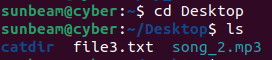 sunbeam@cyber:~$ cd Desktop
sunbeam@cyber:~/Desktop$ ls
catdir  file3.txt  song_2.mp3